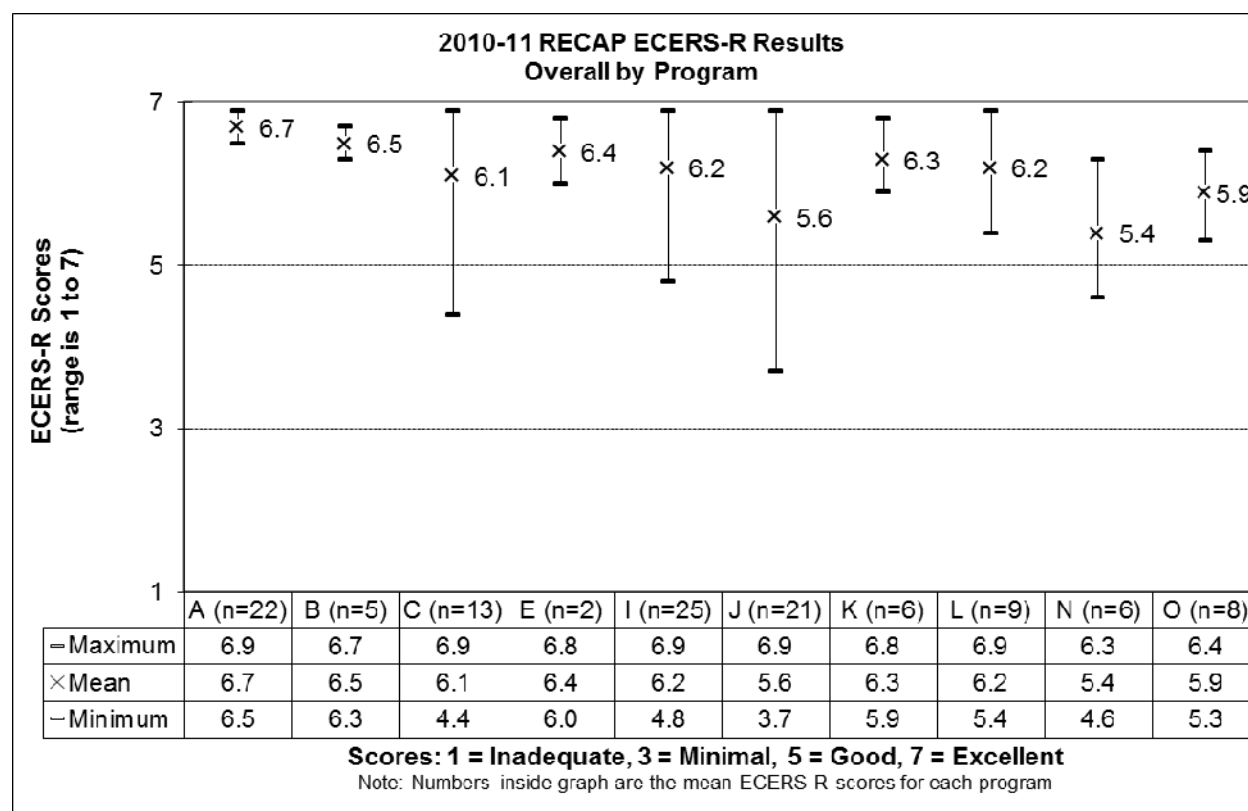 2010-11 RECAP ECERS-R Results
Overall by Program
ECERS-R Scores
(range is 1 to 7)
7
5
3
1
6.7
6.5
6.1
6.4
6.2
5.6
6.3
6.2
5.4
5.9
A (n=22) B (n=5) C (n=13) E (n=2) I (n=25) J (n=21) K (n=6) L (n=9) N (n=6) O (n=8)
Maximum 6.9 6.7 6.9 6.8 6.9 6.9 6.8 6.9 6.3 6.4
Mean 6.7 6.5 6.1 6.4 6.2 5.6 6.3 6.2 5.4 5.9
Minimum 6.5 6.3 4.4 6.0 4.8 3.7 5.9 5.4 4.6 5.3
Scores: 1 = Inadequate, 3 = Minimal, 5 = Good, 7 = Excellent
Note: Numbers inside graph are the mean ECERS R scores for each program